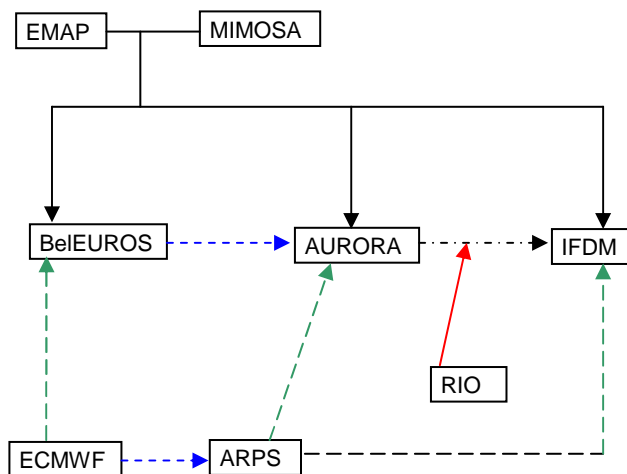 EMAP
MIMOSA
BelEUROS
AURORA
IFDM
RIO
ECMWF
ARPS